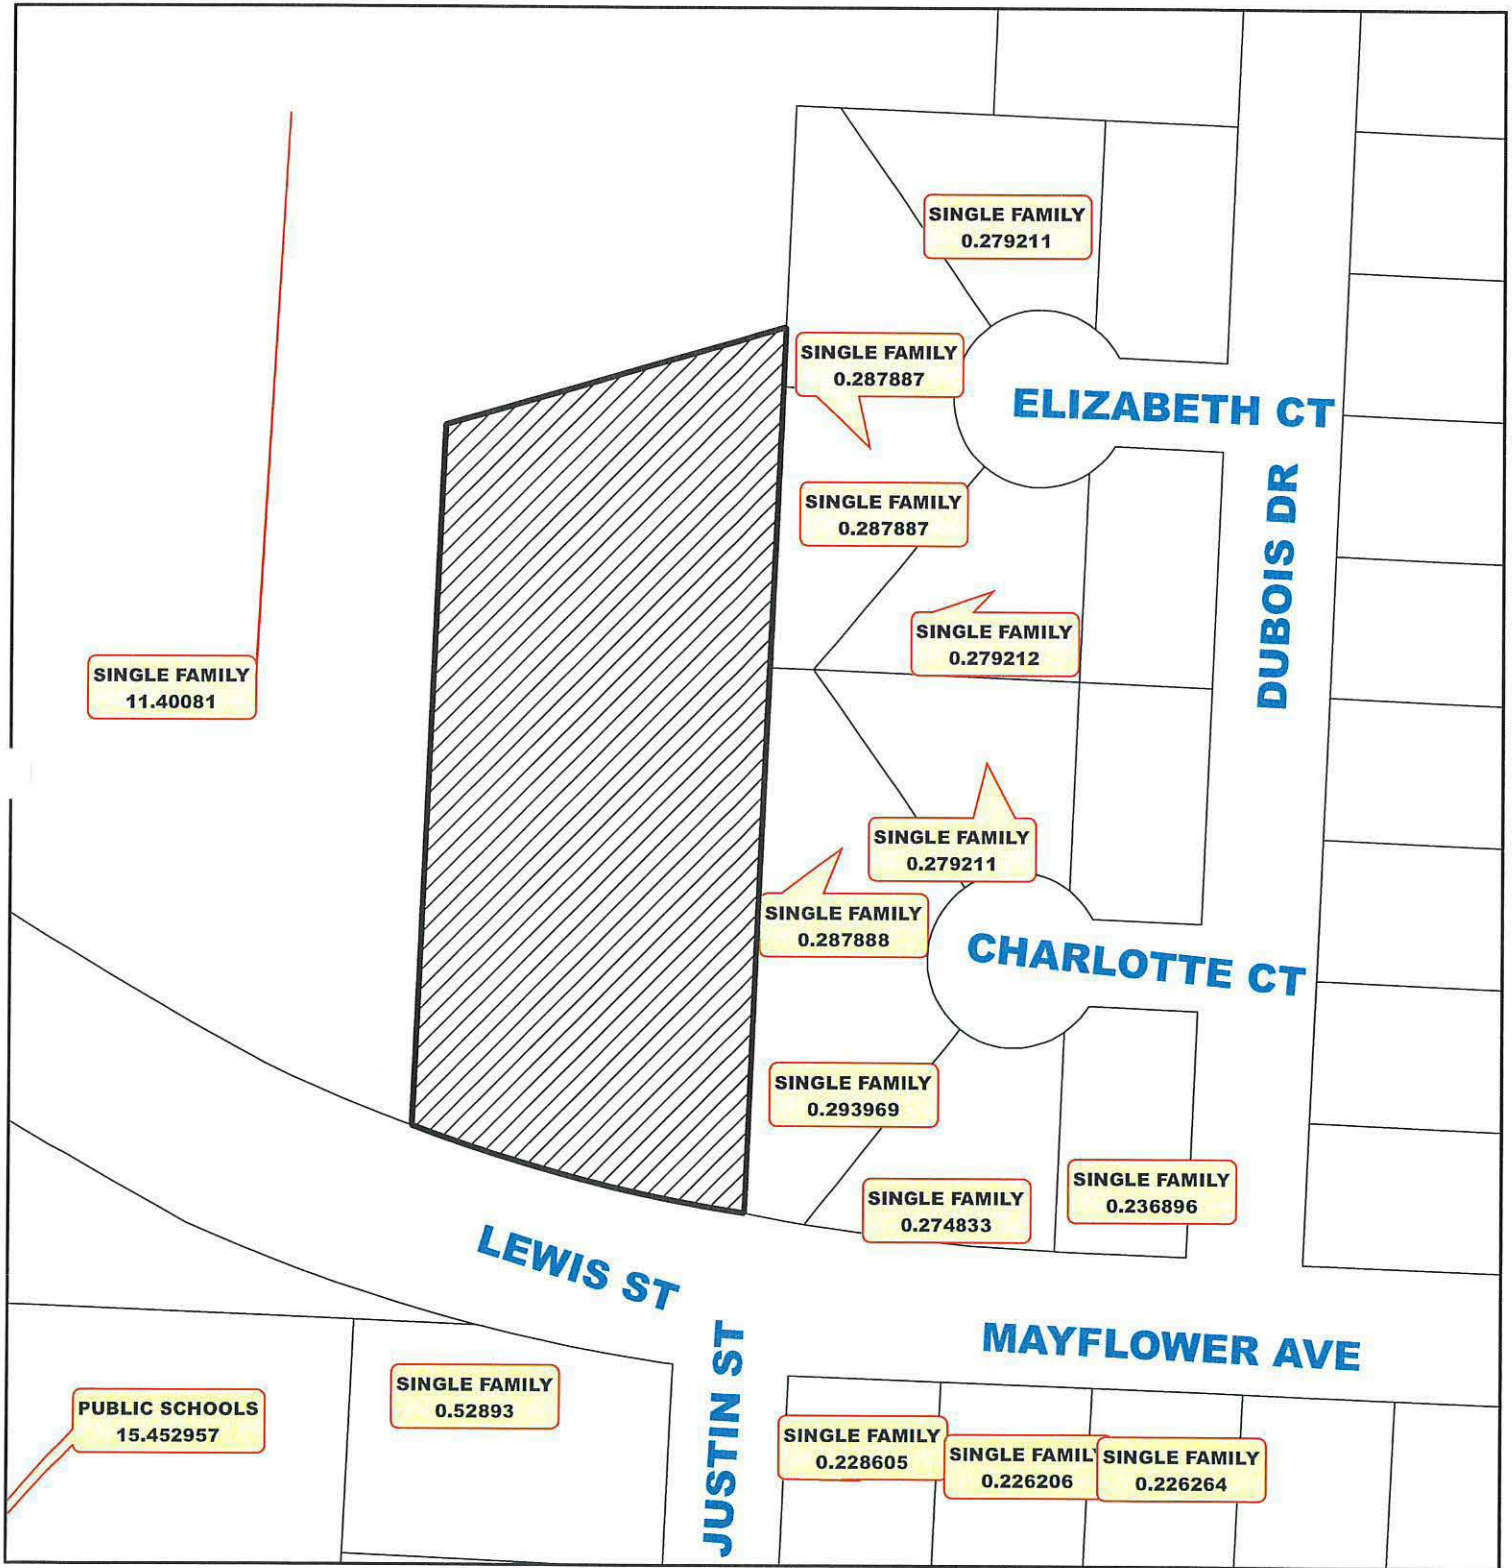 SINGLE FAMILY
0.279211
SINGLE FAMILY
0.287887
ELIZABETH CT
SINGLE FAMILY
0.287887
DUBOIS DR
SINGLE FAMILY
0.279212
SINGLE FAMILY
11.40081
SINGLE FAMILY
0.279211
SINGLE FAMILY
0.287888
CHARLOTTE CT
SINGLE FAMILY
0.293969
SINGLE FAMILY
0.236896
SINGLE FAMILY
0.274833
LEWIS ST
MAYFLOWER AVE
JUSTIN ST
SINGLE FAMILY
0.52893
PUBLIC SCHOOLS
15.452957
SINGLE FAMILY
0.228605
SINGLE FAMIL
0.226206
SINGLE FAMILY
0.226264